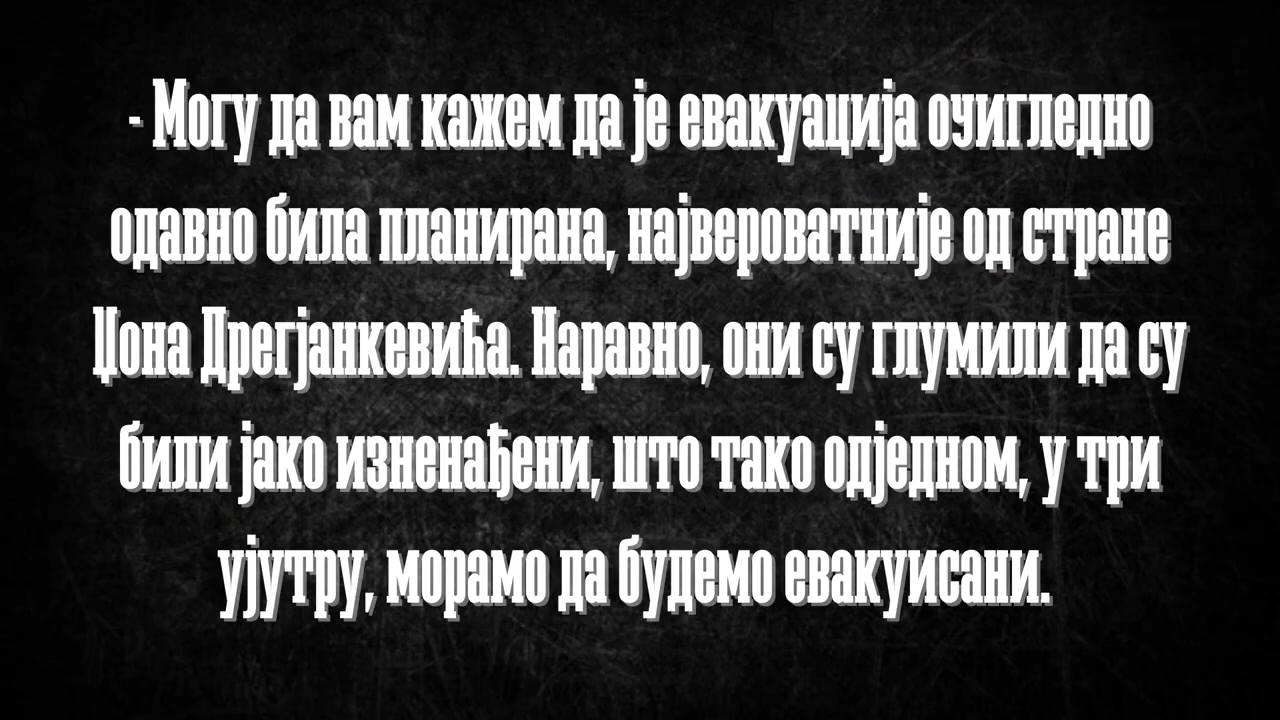 - Могу да вам кажем да је евакуација очигледно
одавно била планирана, највероватније од стране
Џона Дрегјанкевића. Наравно, они су глумили да су
били јако изненађени, што тако одједном, у три
ујутру, морамо да будемо евакуисани.